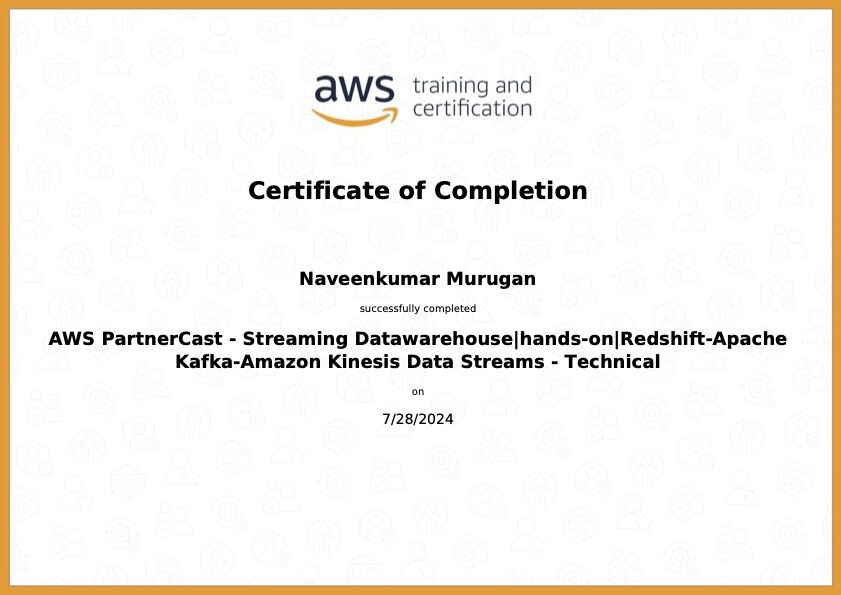 aws training and
certification
Certificate of Completion
Naveenkumar Murugan
successfully completed
AWS PartnerCast - Streaming Datawarehouse|hands-on|Redshift-Apache
Kafka-Amazon Kinesis Data Streams - Technical
on
7/28/2024